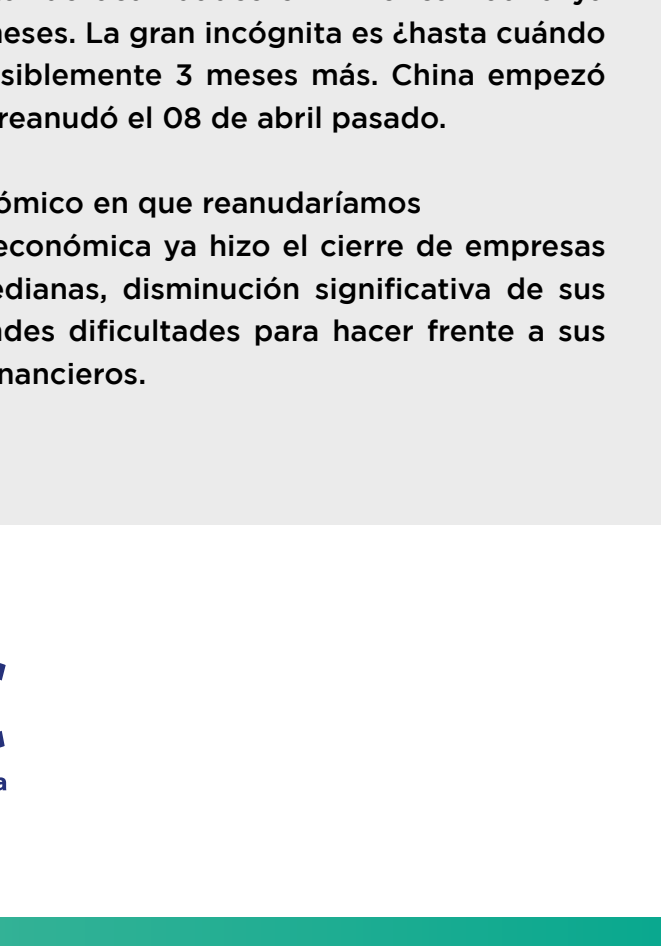 neses. La gran incógnita es ¿hasta cuándo
siblemente 3 meses más. China empezó
reanudó el 08 de abril pasado.
ómico en que reanudaríamos
económica ya hizo el cierre de empresas
edianas, disminución significativa de sus
ndes dificultades para hacer frente a sus
nancieros.
a